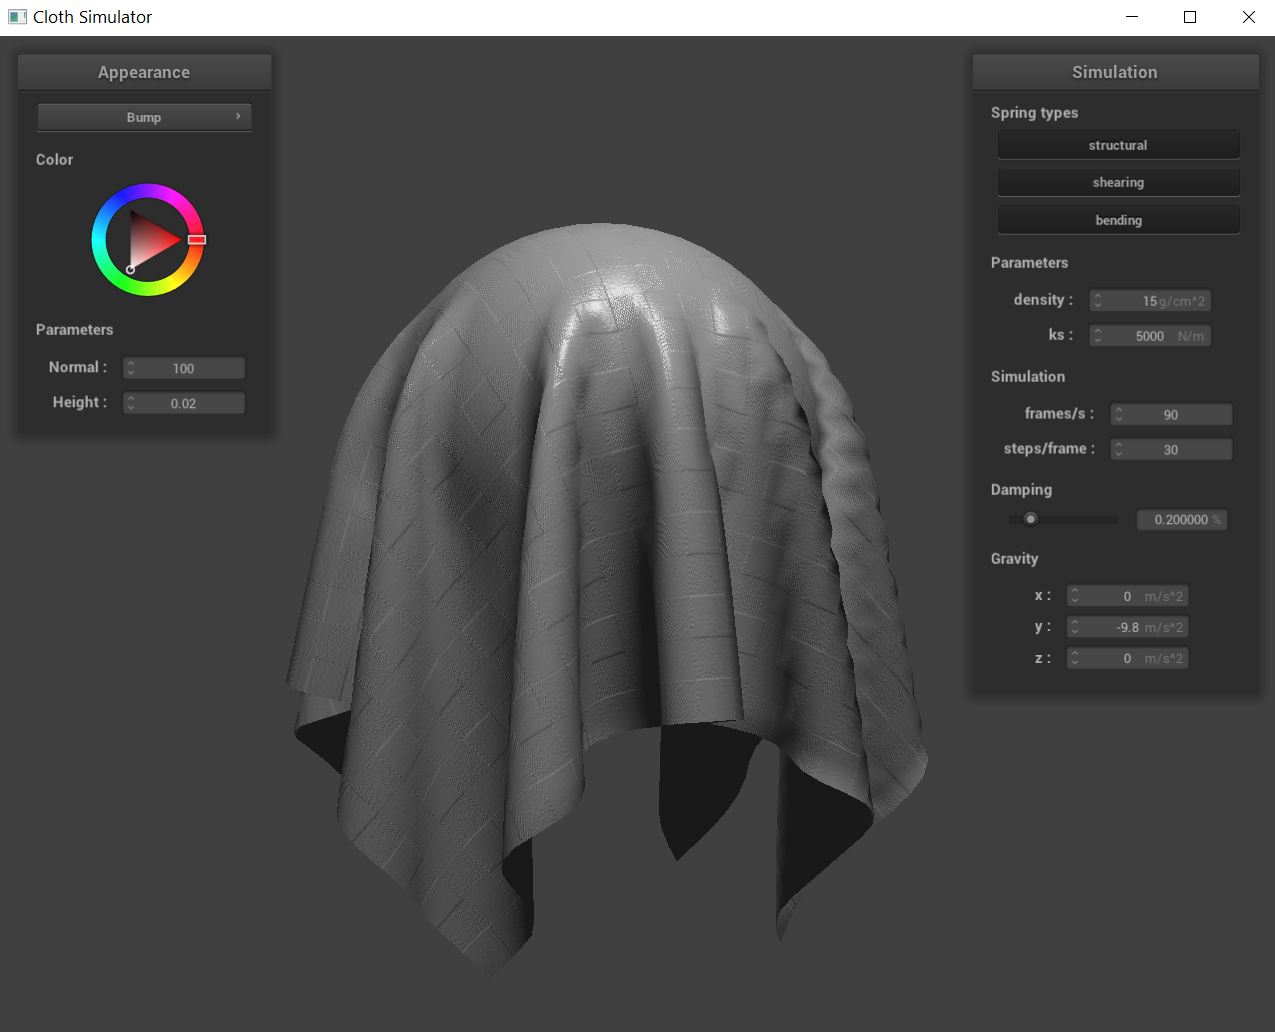 Cloth Simulator
Appearance
Bump
Color
Parameters
Normal : 100
Height : 0.02
Simulation
Spring types
structural
shearing
bending
Parameters
density : 15 g/cm^2
ks : 5000 N/m
Simulation
frames/s : 90
steps/frame : 30
Damping
0.200000 %
Gravity
x : 0 m/s^2
y : -9.8 m/s^2
z : 0 m/s^2